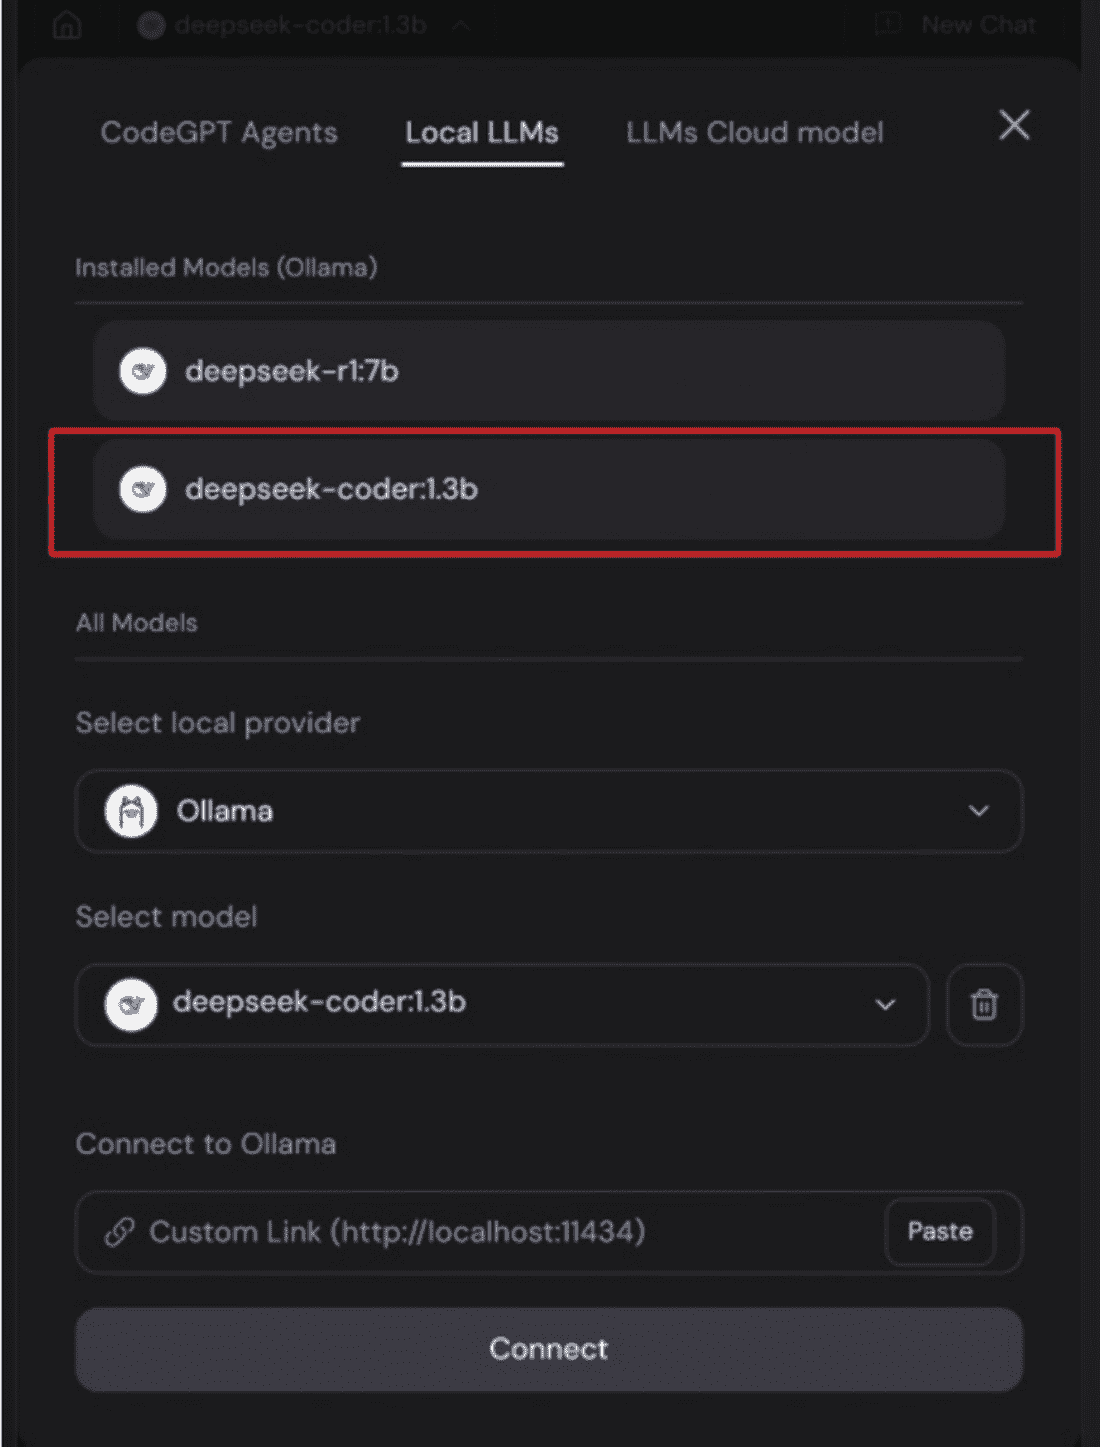 deepseek-coder:1.3b New Chat
CodeGPT Agents Local LLMs LLMs Cloud model
Installed Models (Ollama)
deepseek-r1:7b
deepseek-coder:1.3b
All Models
Select local provider
Ollama
Select model
deepseek-coder:1.3b
Connect to Ollama
Custom Link (http://localhost:11434) Paste
Connect